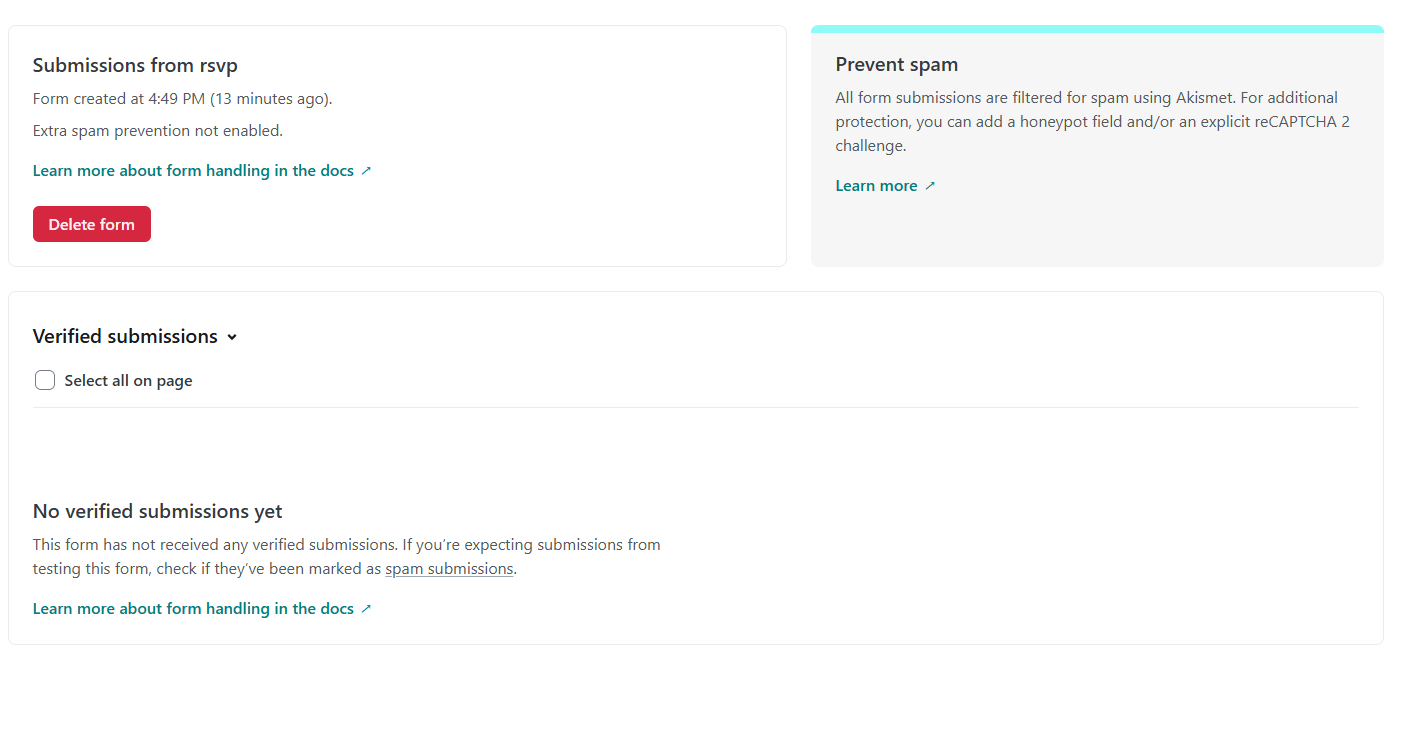 Submissions from rsvp
Form created at 4:49 PM (13 minutes ago).
Extra spam prevention not enabled.
Learn more about form handling in the docs ↗
Delete form
Prevent spam
All form submissions are filtered for spam using Akismet. For additional
protection, you can add a honeypot field and/or an explicit reCAPTCHA 2
challenge.
Learn more ↗
Verified submissions
Select all on page
No verified submissions yet
This form has not received any verified submissions. If you’re expecting submissions from
testing this form, check if they’ve been marked as spam submissions.
Learn more about form handling in the docs ↗